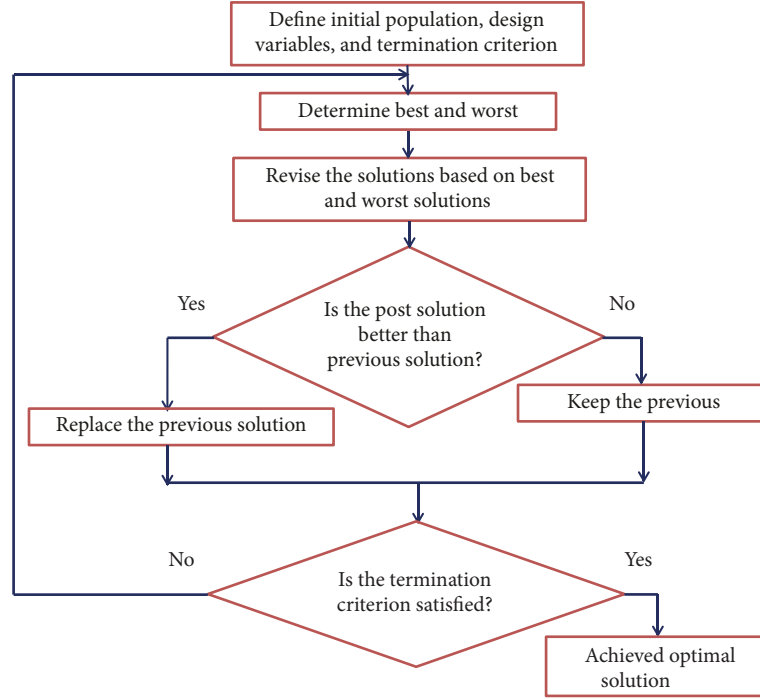 Define initial population, design
variables, and termination criterion
Determine best and worst
Revise the solutions based on best
and worst solutions
Yes
No
Is the post solution
better than
previous solution?
Replace the previous solution
Keep the previous
No
Yes
Is the termination
criterion satisfied?
Achieved optimal
solution